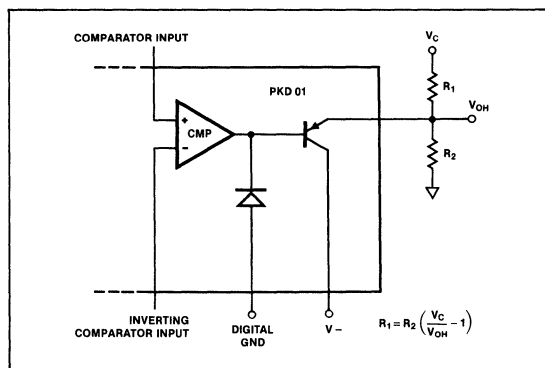 COMPARATOR INPUT
V_C
PKD 01
R_1
V_OH
+
CMP
−
R_2
INVERTING
COMPARATOR INPUT
DIGITAL
GND
V −
R_1 = R_2 (V_C / V_OH − 1)